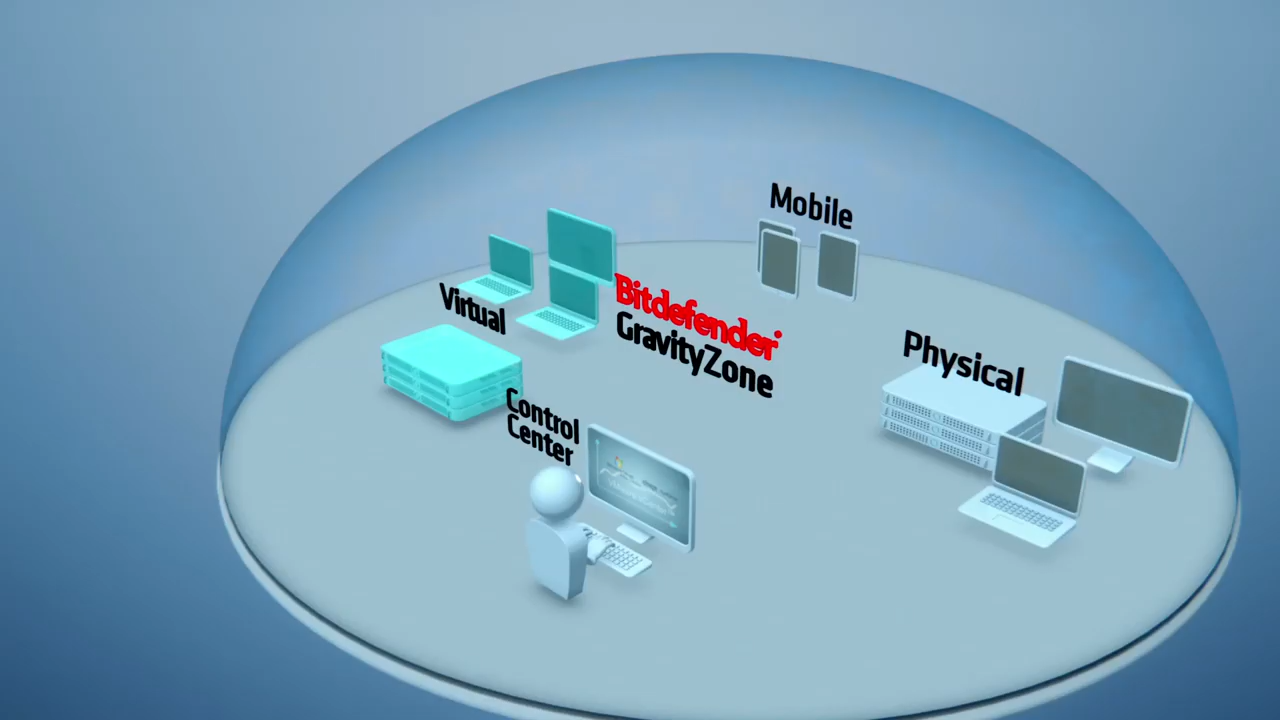 Mobile
Virtual
Bitdefender
GravityZone
Physical
Control
Center